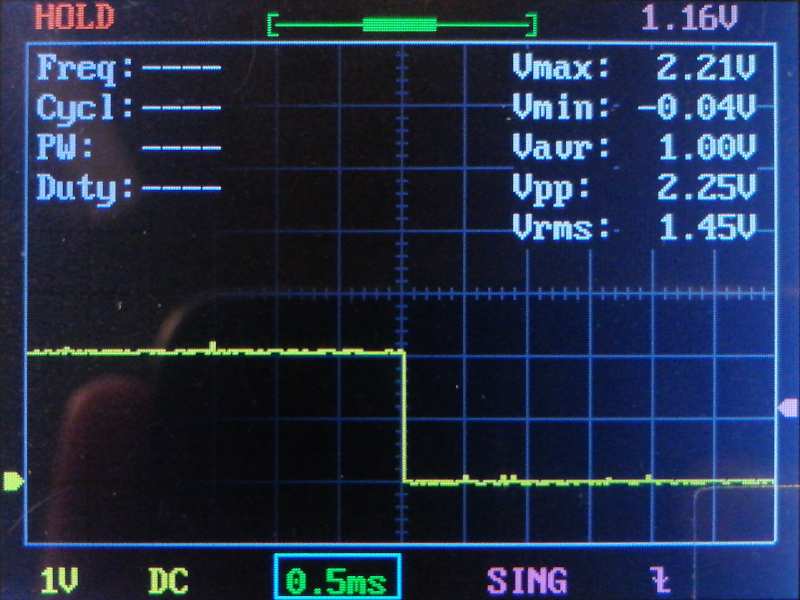 HOLD 1.16V
Freq:---- Vmax: 2.21V
Cycl:---- Vmin: -0.04V
PW: ---- Vavr: 1.00V
Duty:---- Vpp: 2.25V
Vrms: 1.45V
1V DC 0.5ms SING